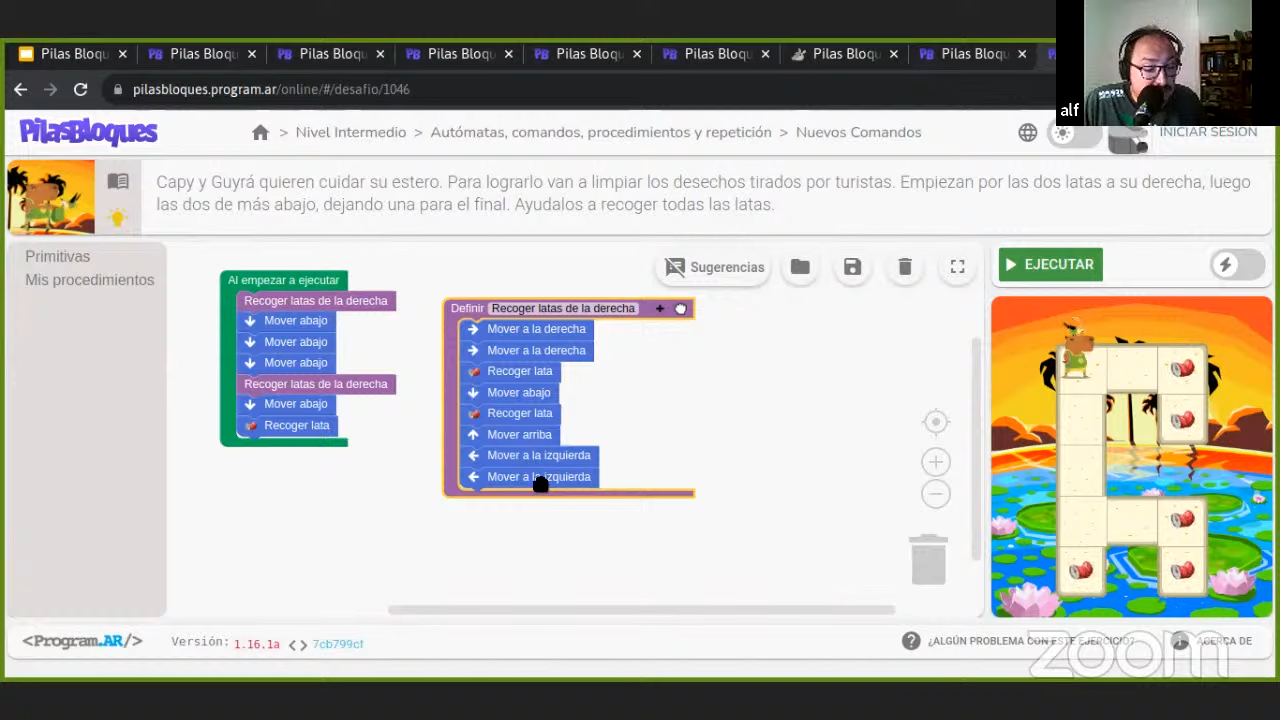 Pilas Bloqu
Pilas Bloqu
Pilas Bloqu
Pilas Bloqu
Pilas Bloqu
Pilas Bloqu
Pilas Bloqu
Pilas Bloqu
alf
pilasbloques.program.ar/online/#/desafio/1046
PilasBloques
> Nivel Intermedio > Autómatas, comandos, procedimientos y repetición > Nuevos Comandos
INICIAR SESIÓN
Capy y Guyrá quieren cuidar su estero. Para lograrlo van a limpiar los desechos tirados por turistas. Empiezan por las dos latas a su derecha, luego
las dos de más abajo, dejando una para el final. Ayudalos a recoger todas las latas.
Primitivas
Mis procedimientos
Al empezar a ejecutar
Recoger latas de la derecha
Mover abajo
Mover abajo
Mover abajo
Recoger latas de la derecha
Mover abajo
Recoger lata
Definir Recoger latas de la derecha +
Mover a la derecha
Mover a la derecha
Recoger lata
Mover abajo
Recoger lata
Mover arriba
Mover a la izquierda
Mover a la izquierda
Sugerencias
EJECUTAR
<Program.AR/>
Versión: 1.16.1a <> 7cb799cf
¿ALGÚN PROBLEMA CON ESTE EJERCICIO?
ACERCA DE
zoom